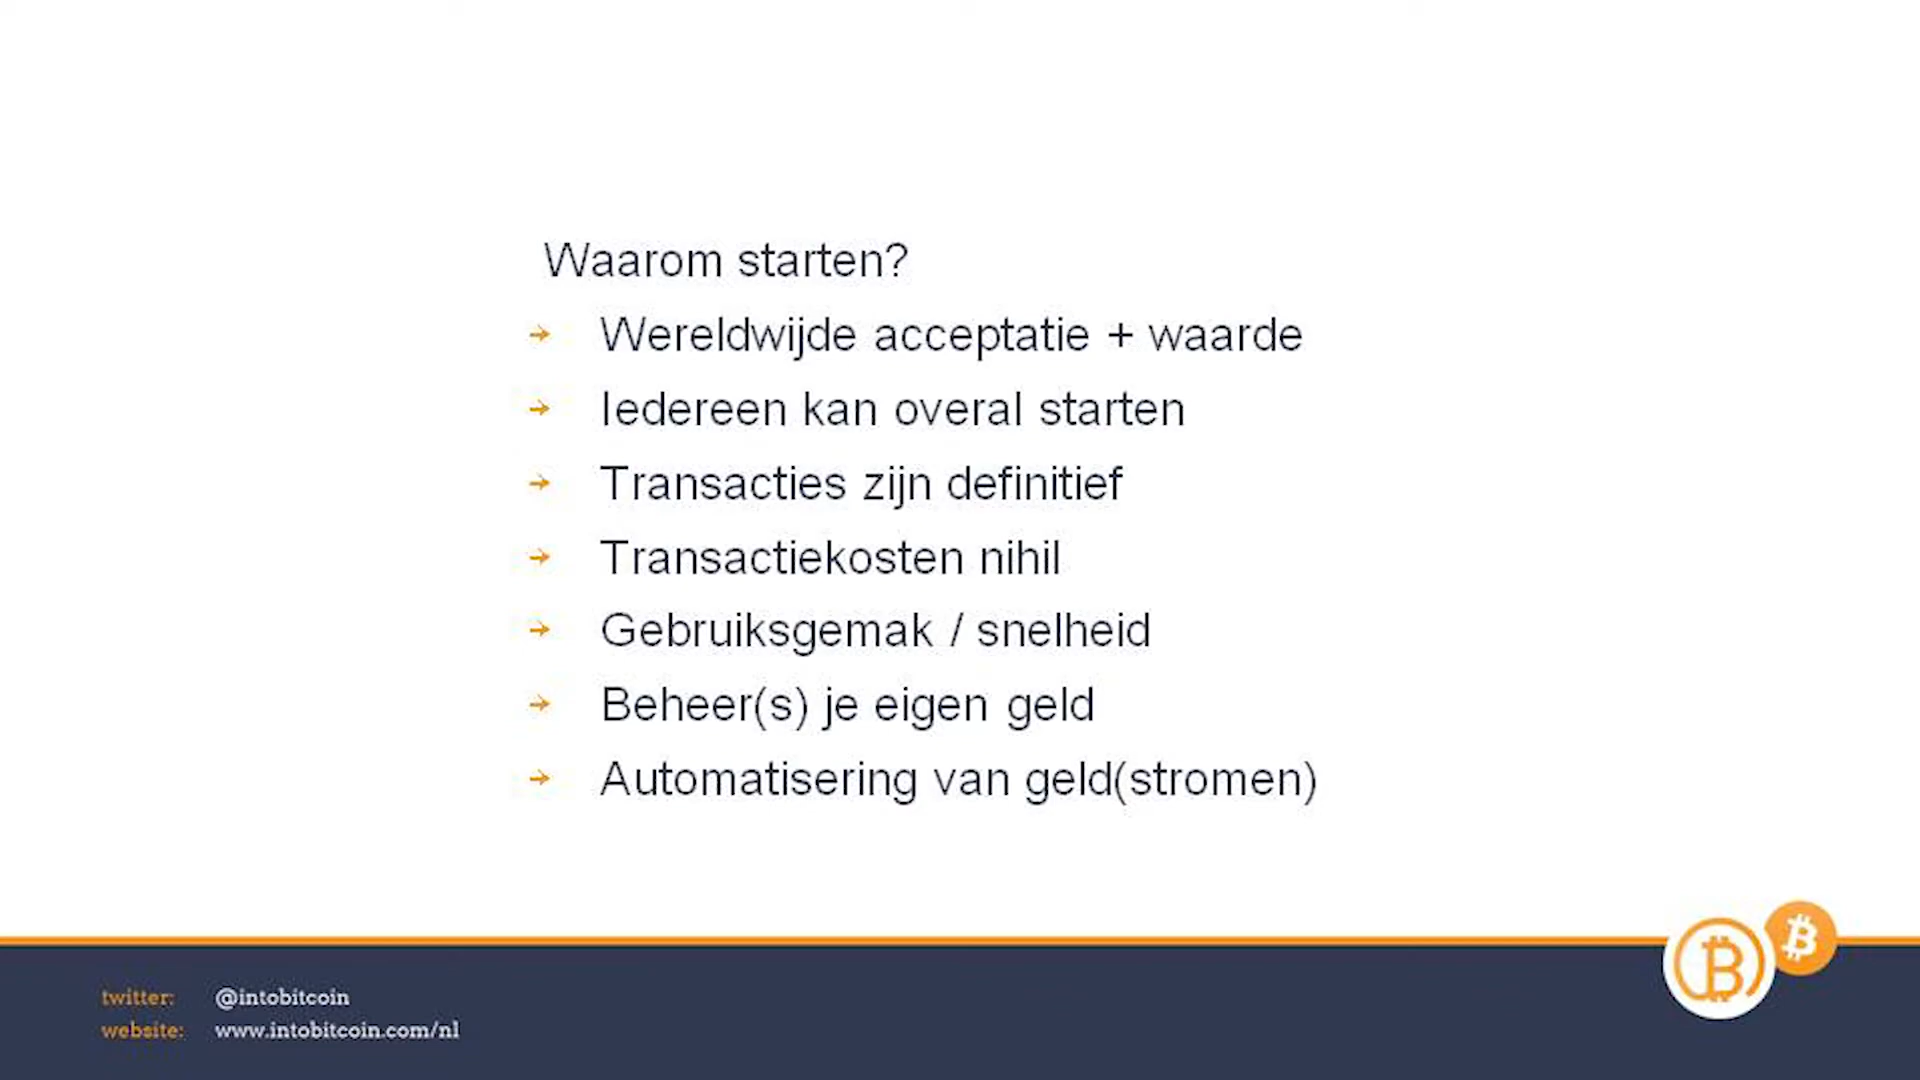 Waarom starten?
Wereldwijde acceptatie + waarde
Iedereen kan overal starten
Transacties zijn definitief
Transactiekosten nihil
Gebruiksgemak / snelheid
Beheer(s) je eigen geld
Automatisering van geld(stromen)
twitter: @intobitcoin
website: www.intobitcoin.com/nl